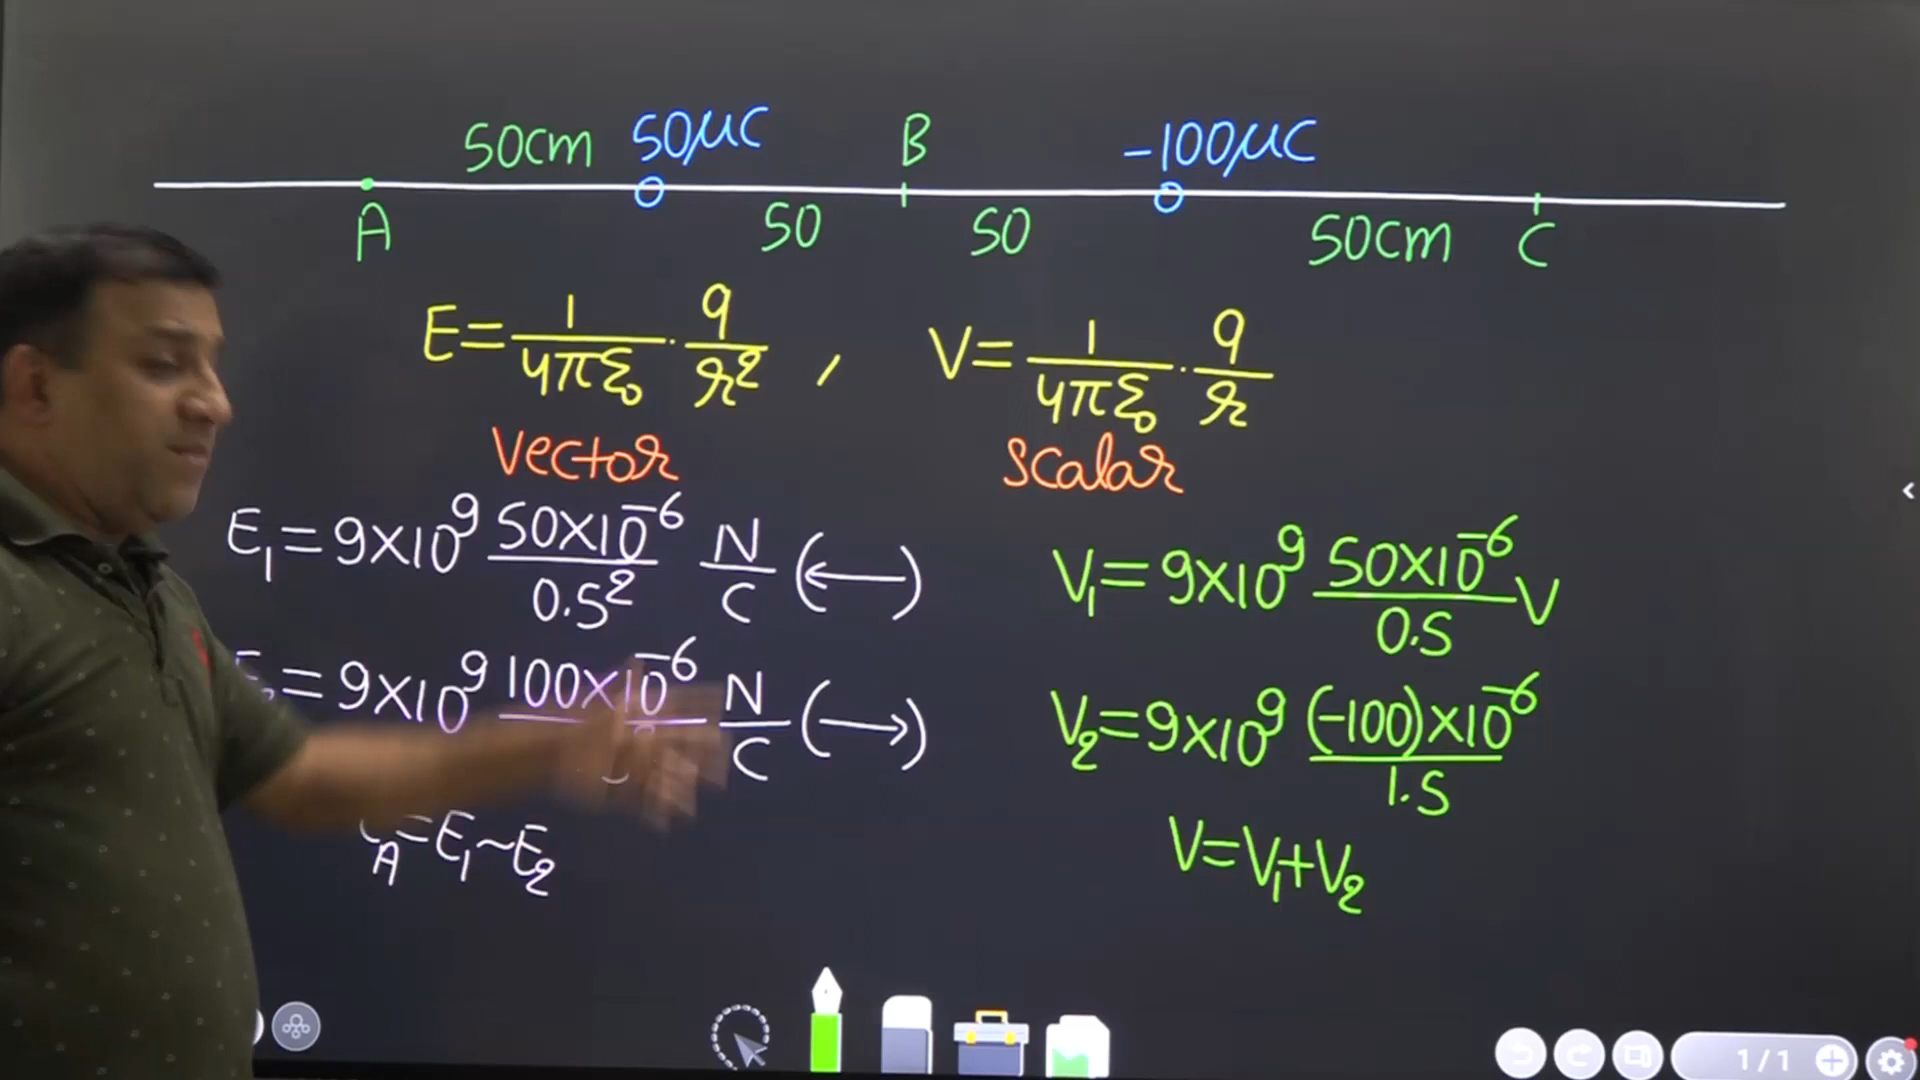 50cm 50μC B -100μC
A 50 50 50cm C
E = 1/4πξ₀ · q/r² , V = 1/4πξ₀ · q/r
Vector Scalar
E₁ = 9×10⁹ 50×10⁻⁶/0.5² N/C (←)
V₁ = 9×10⁹ 50×10⁻⁶/0.5 V
= 9×10⁹ 100×10⁻⁶ N/C (→)
V₂ = 9×10⁹ (-100)×10⁻⁶/1.5
A = E₁ ~ E₂
V = V₁ + V₂
1/1